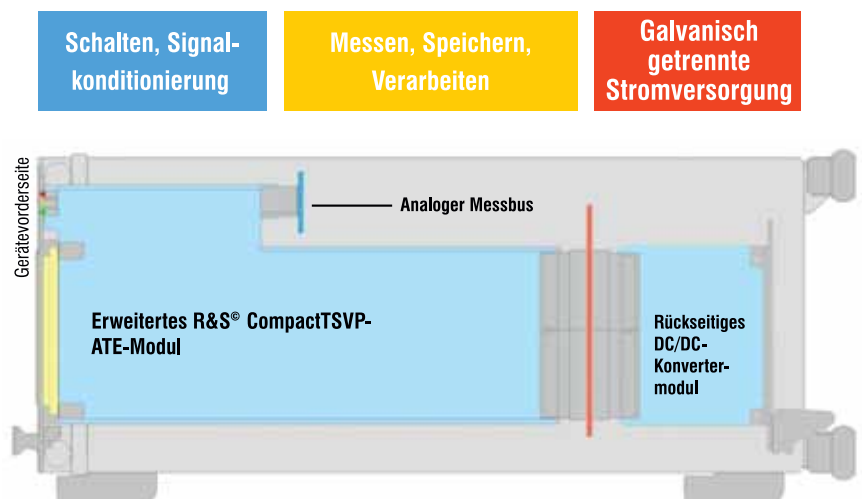 Schalten, Signal-
konditionierung
Messen, Speichern,
Verarbeiten
Galvanisch
getrennte
Stromversorgung
Gerätevorderseite
Analoger Messbus
Erweitertes R&S© CompactTSVP-
ATE-Modul
Rückseitiges
DC/DC-
Konverter-
modul